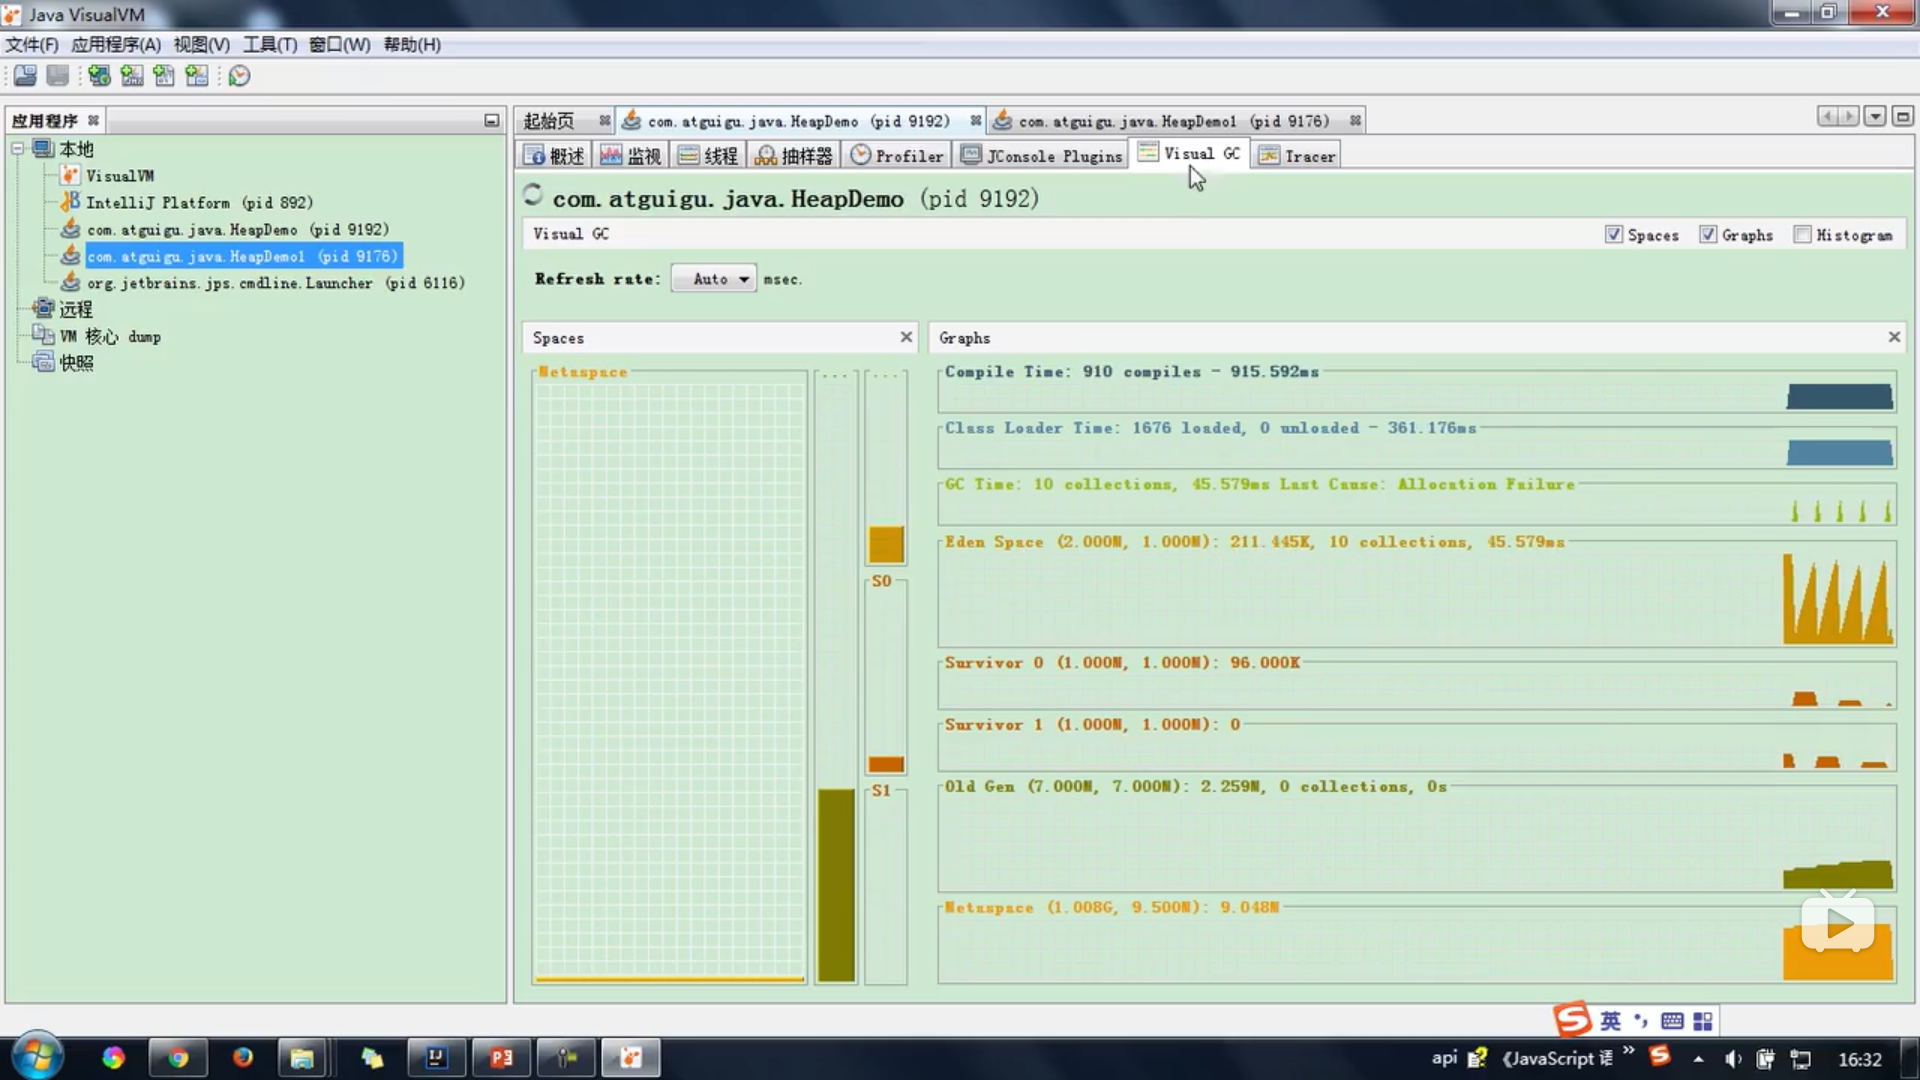 Java VisualVM
文件(F) 应用程序(A) 视图(V) 工具(T) 窗口(W) 帮助(H)
应用程序
本地
VisualVM
IntelliJ Platform (pid 892)
com.atguigu.java.HeapDemo (pid 9192)
com.atguigu.java.HeapDemo1 (pid 9176)
org.jetbrains.jps.cmdline.Launcher (pid 6116)
远程
VM 核心 dump
快照
起始页 com.atguigu.java.HeapDemo (pid 9192) com.atguigu.java.HeapDemo1 (pid 9176)
概述 监视 线程 抽样器 Profiler JConsole Plugins Visual GC Tracer
com.atguigu.java.HeapDemo (pid 9192)
Visual GC Spaces Graphs Histogram
Refresh rate: Auto msec.
Spaces
Metaspace ... ...
S0
S1
Graphs
Compile Time: 910 compiles - 915.592ms
Class Loader Time: 1676 loaded, 0 unloaded - 361.176ms
GC Time: 10 collections, 45.579ms Last Cause: Allocation Failure
Eden Space (2.000M, 1.000M): 211.445K, 10 collections, 45.579ms
Survivor 0 (1.000M, 1.000M): 96.000K
Survivor 1 (1.000M, 1.000M): 0
Old Gen (7.000M, 7.000M): 2.259M, 0 collections, 0s
Metaspace (1.008G, 9.500M): 9.048M
英
api 《JavaScript 语 » 16:32